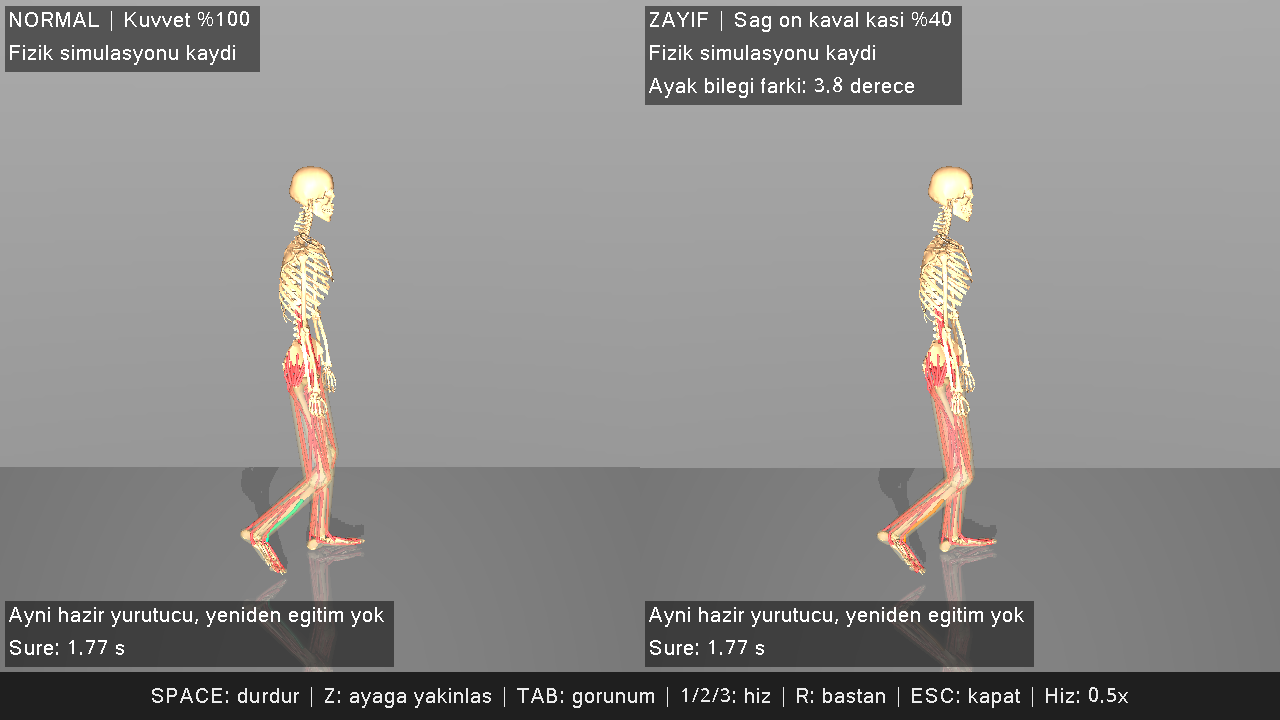 NORMAL | Kuvvet %100
Fizik simulasyonu kaydi
ZAYIF | Sag on kaval kasi %40
Fizik simulasyonu kaydi
Ayak bilegi farki: 3.8 derece
Ayni hazir yurutucu, yeniden egitim yok
Sure: 1.77 s
Ayni hazir yurutucu, yeniden egitim yok
Sure: 1.77 s
SPACE: durdur | Z: ayaga yakinlas | TAB: gorunum | 1/2/3: hiz | R: bastan | ESC: kapat | Hiz: 0.5x